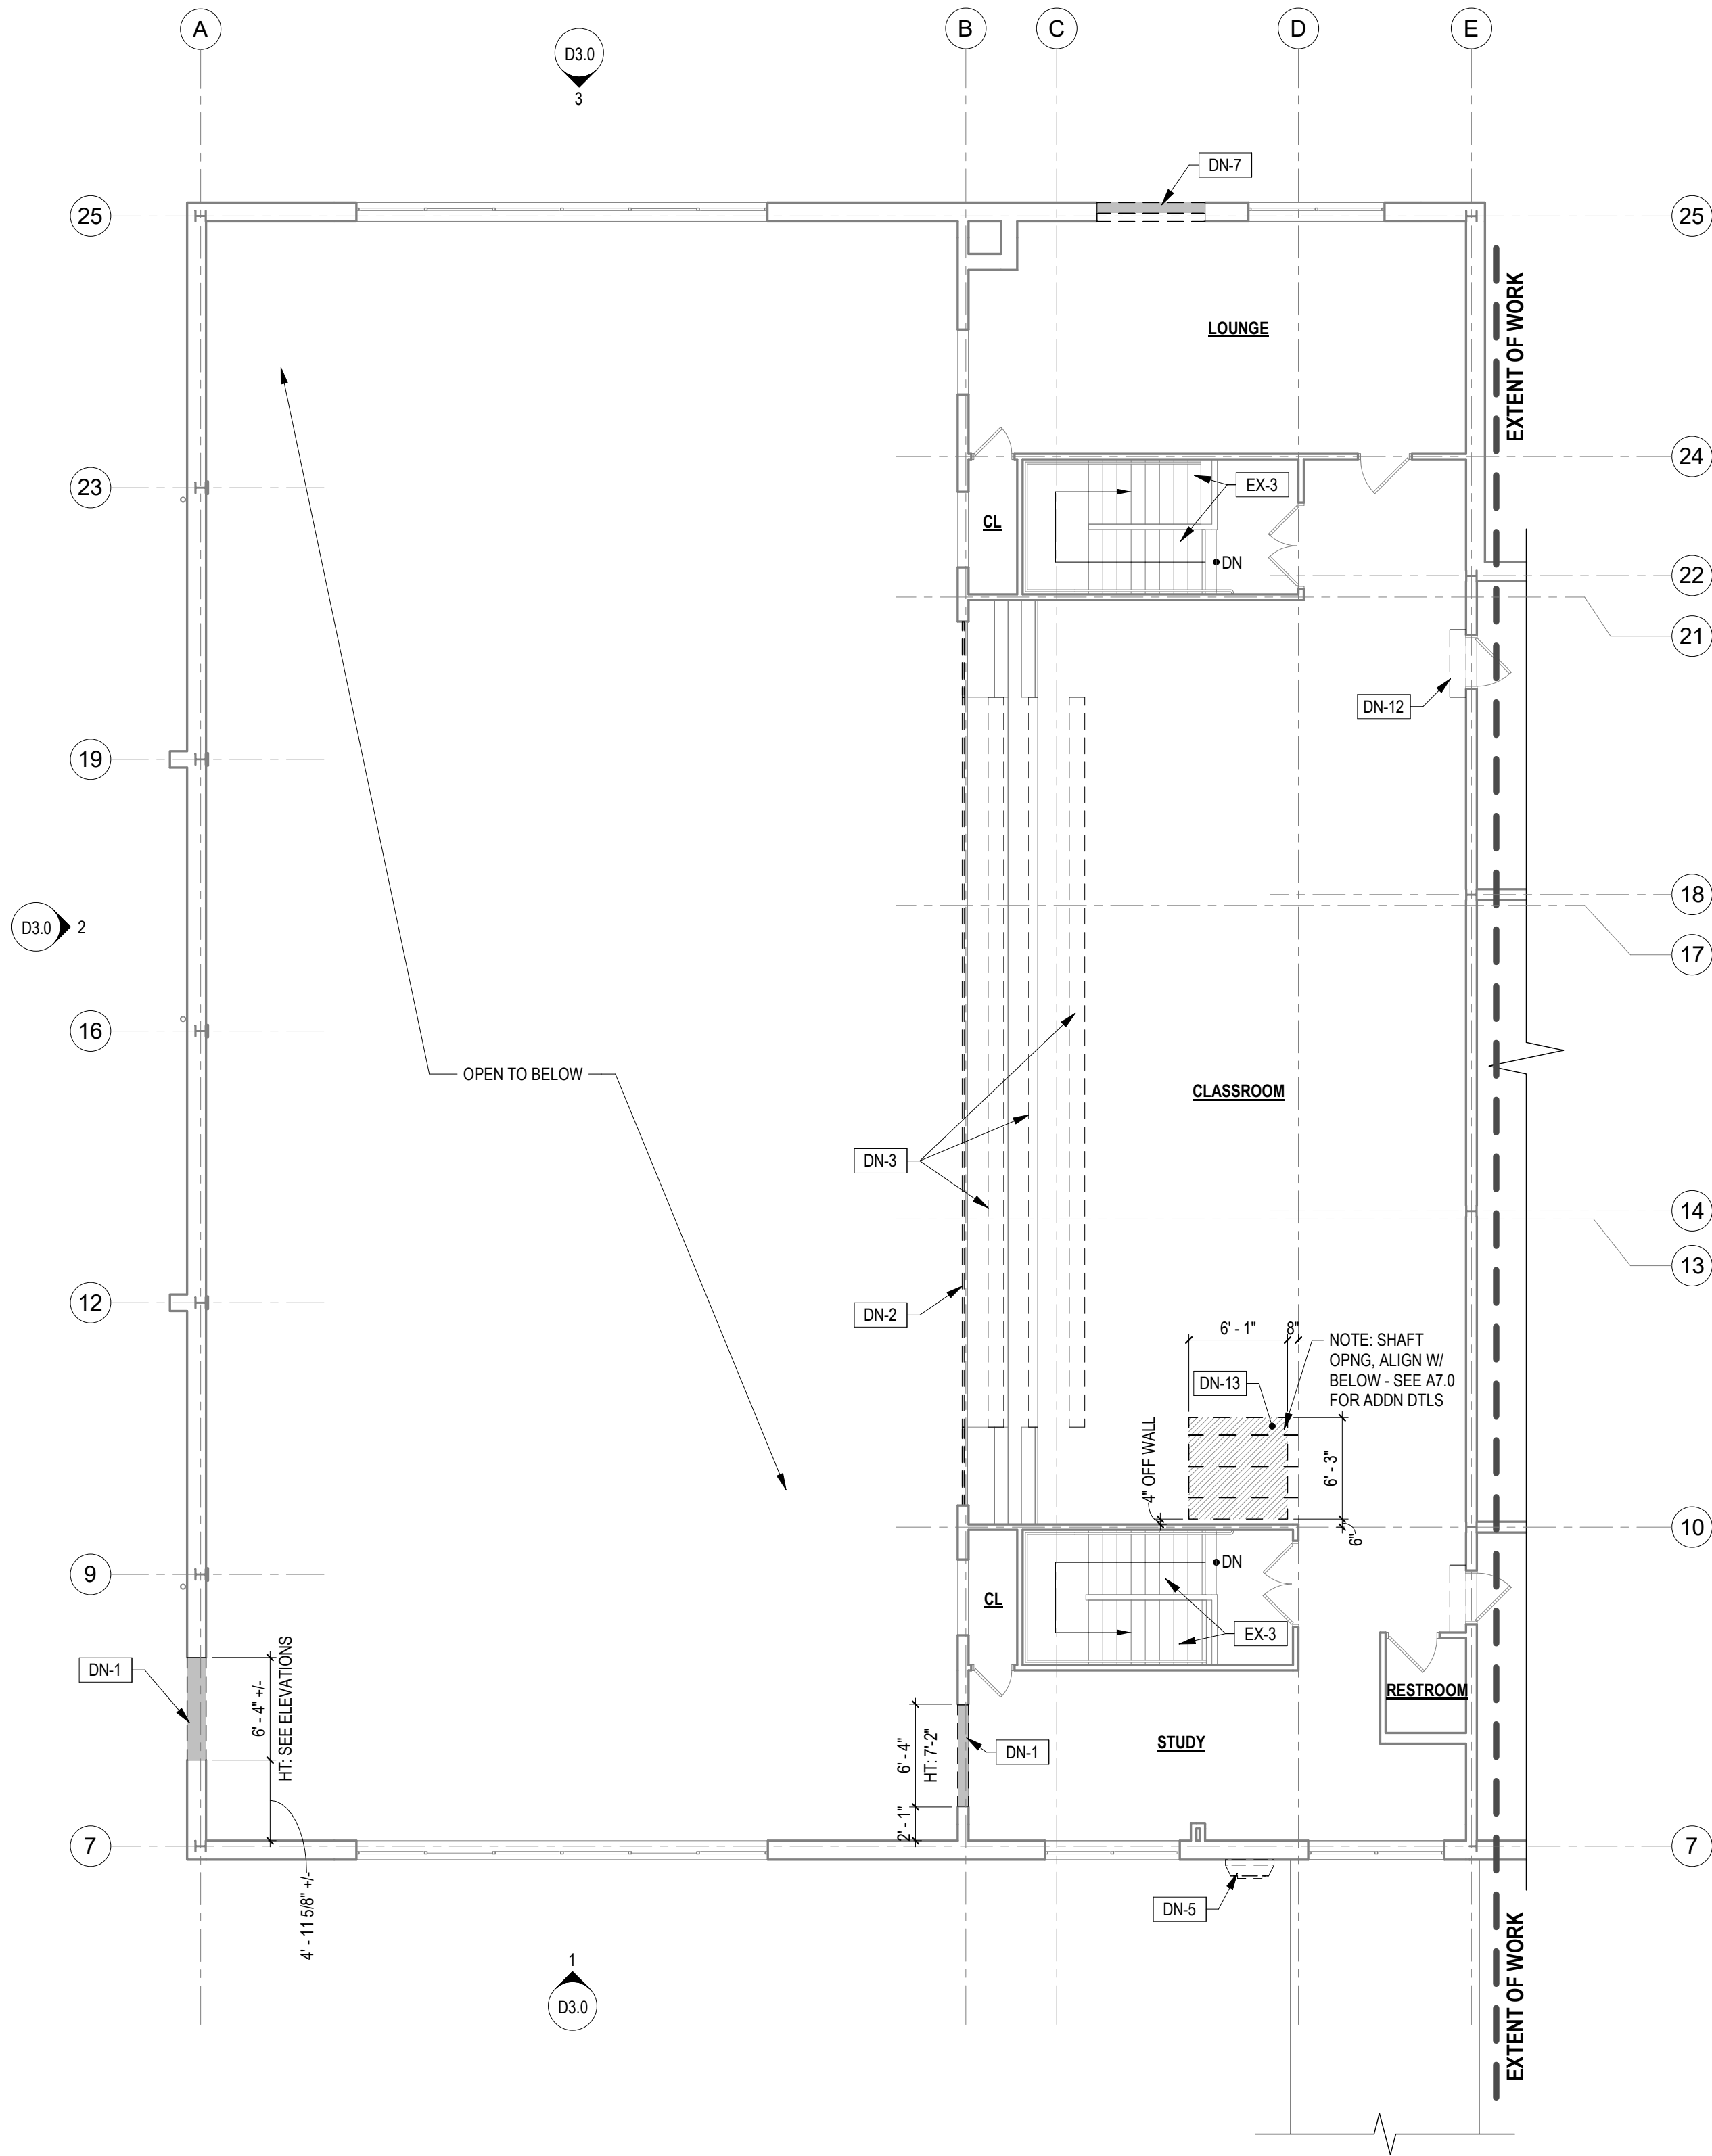 A
B
C
D
E
D3.0
3
DN-7
25
25
LOUNGE
EXTENT OF WORK
24
23
EX-3
CL
DN
22
21
DN-12
19
18
D3.0
2
17
16
OPEN TO BELOW
CLASSROOM
DN-3
14
13
12
DN-2
6' - 1"
8"
NOTE: SHAFT
OPNG, ALIGN W/
BELOW - SEE A7.0
FOR ADDN DTLS
DN-13
4" OFF WALL
6' - 3"
6"
10
9
DN
CL
EX-3
DN-1
6' - 4" +/-
HT: SEE ELEVATIONS
RESTROOM
6' - 4"
HT: 7'-2"
DN-1
STUDY
2' - 1"
7
7
4' - 11 5/8" +/-
DN-5
1
D3.0
EXTENT OF WORK